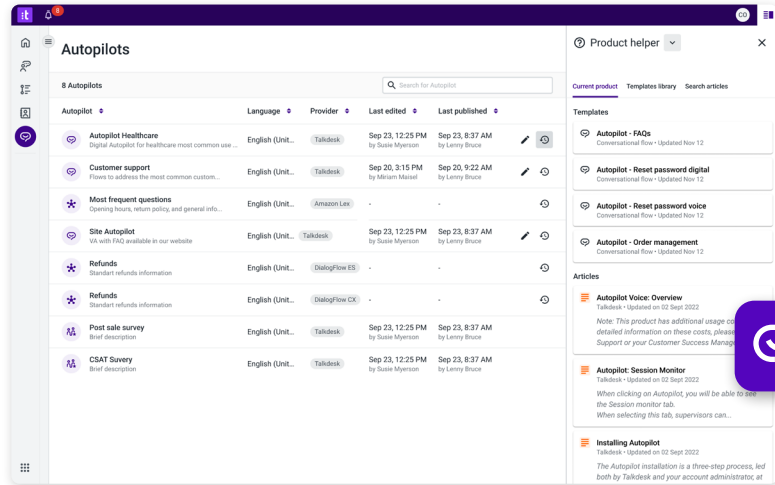 :t
8
CO
Autopilots
8 Autopilots
Search for Autopilot
Autopilot Language Provider Last edited Last published
Autopilot Healthcare
Digital Autopilot for healthcare most common use ...
English (Unit... Talkdesk Sep 23, 12:25 PM Sep 23, 8:37 AM
by Susie Myerson by Lenny Bruce
Customer support
Flows to address the most common custom...
English (Unit... Talkdesk Sep 20, 3:15 PM Sep 20, 9:22 AM
by Miriam Maisel by Lenny Bruce
Most frequent questions
Opening hours, return policy, and general info...
English (Unit... Amazon Lex - -
Site Autopilot
VA with FAQ available in our website
English (Unit... Talkdesk Sep 23, 12:25 PM Sep 23, 8:37 AM
by Susie Myerson by Lenny Bruce
Refunds
Standart refunds information
English (Unit... DialogFlow ES - -
Refunds
Standart refunds information
English (Unit... DialogFlow CX - -
Post sale survey
Brief description
English (Unit... Talkdesk Sep 23, 12:25 PM Sep 23, 8:37 AM
by Susie Myerson by Lenny Bruce
CSAT Suvery
Brief description
English (Unit... Talkdesk Sep 23, 12:25 PM Sep 23, 8:37 AM
by Susie Myerson by Lenny Bruce
Product helper
Current product Templates library Search articles
Templates
Autopilot - FAQs
Conversational flow • Updated Nov 12
Autopilot - Reset password digital
Conversational flow • Updated Nov 12
Autopilot - Reset password voice
Conversational flow • Updated Nov 12
Autopilot - Order management
Conversational flow • Updated Nov 12
Articles
Autopilot Voice: Overview
Talkdesk • Updated on 02 Sept 2022
Note: This product has additional usage
detailed information on these costs, please
Support or your Customer Success
Autopilot: Session Monitor
Talkdesk • Updated on 02 Sept 2022
When clicking on Autopilot, you will be able to see
the Session monitor tab.
When selecting this tab, supervisors can...
Installing Autopilot
Talkdesk • Updated on 02 Sept 2022
The Autopilot installation is a three-step process, led
both by Talkdesk and your account administrator, at